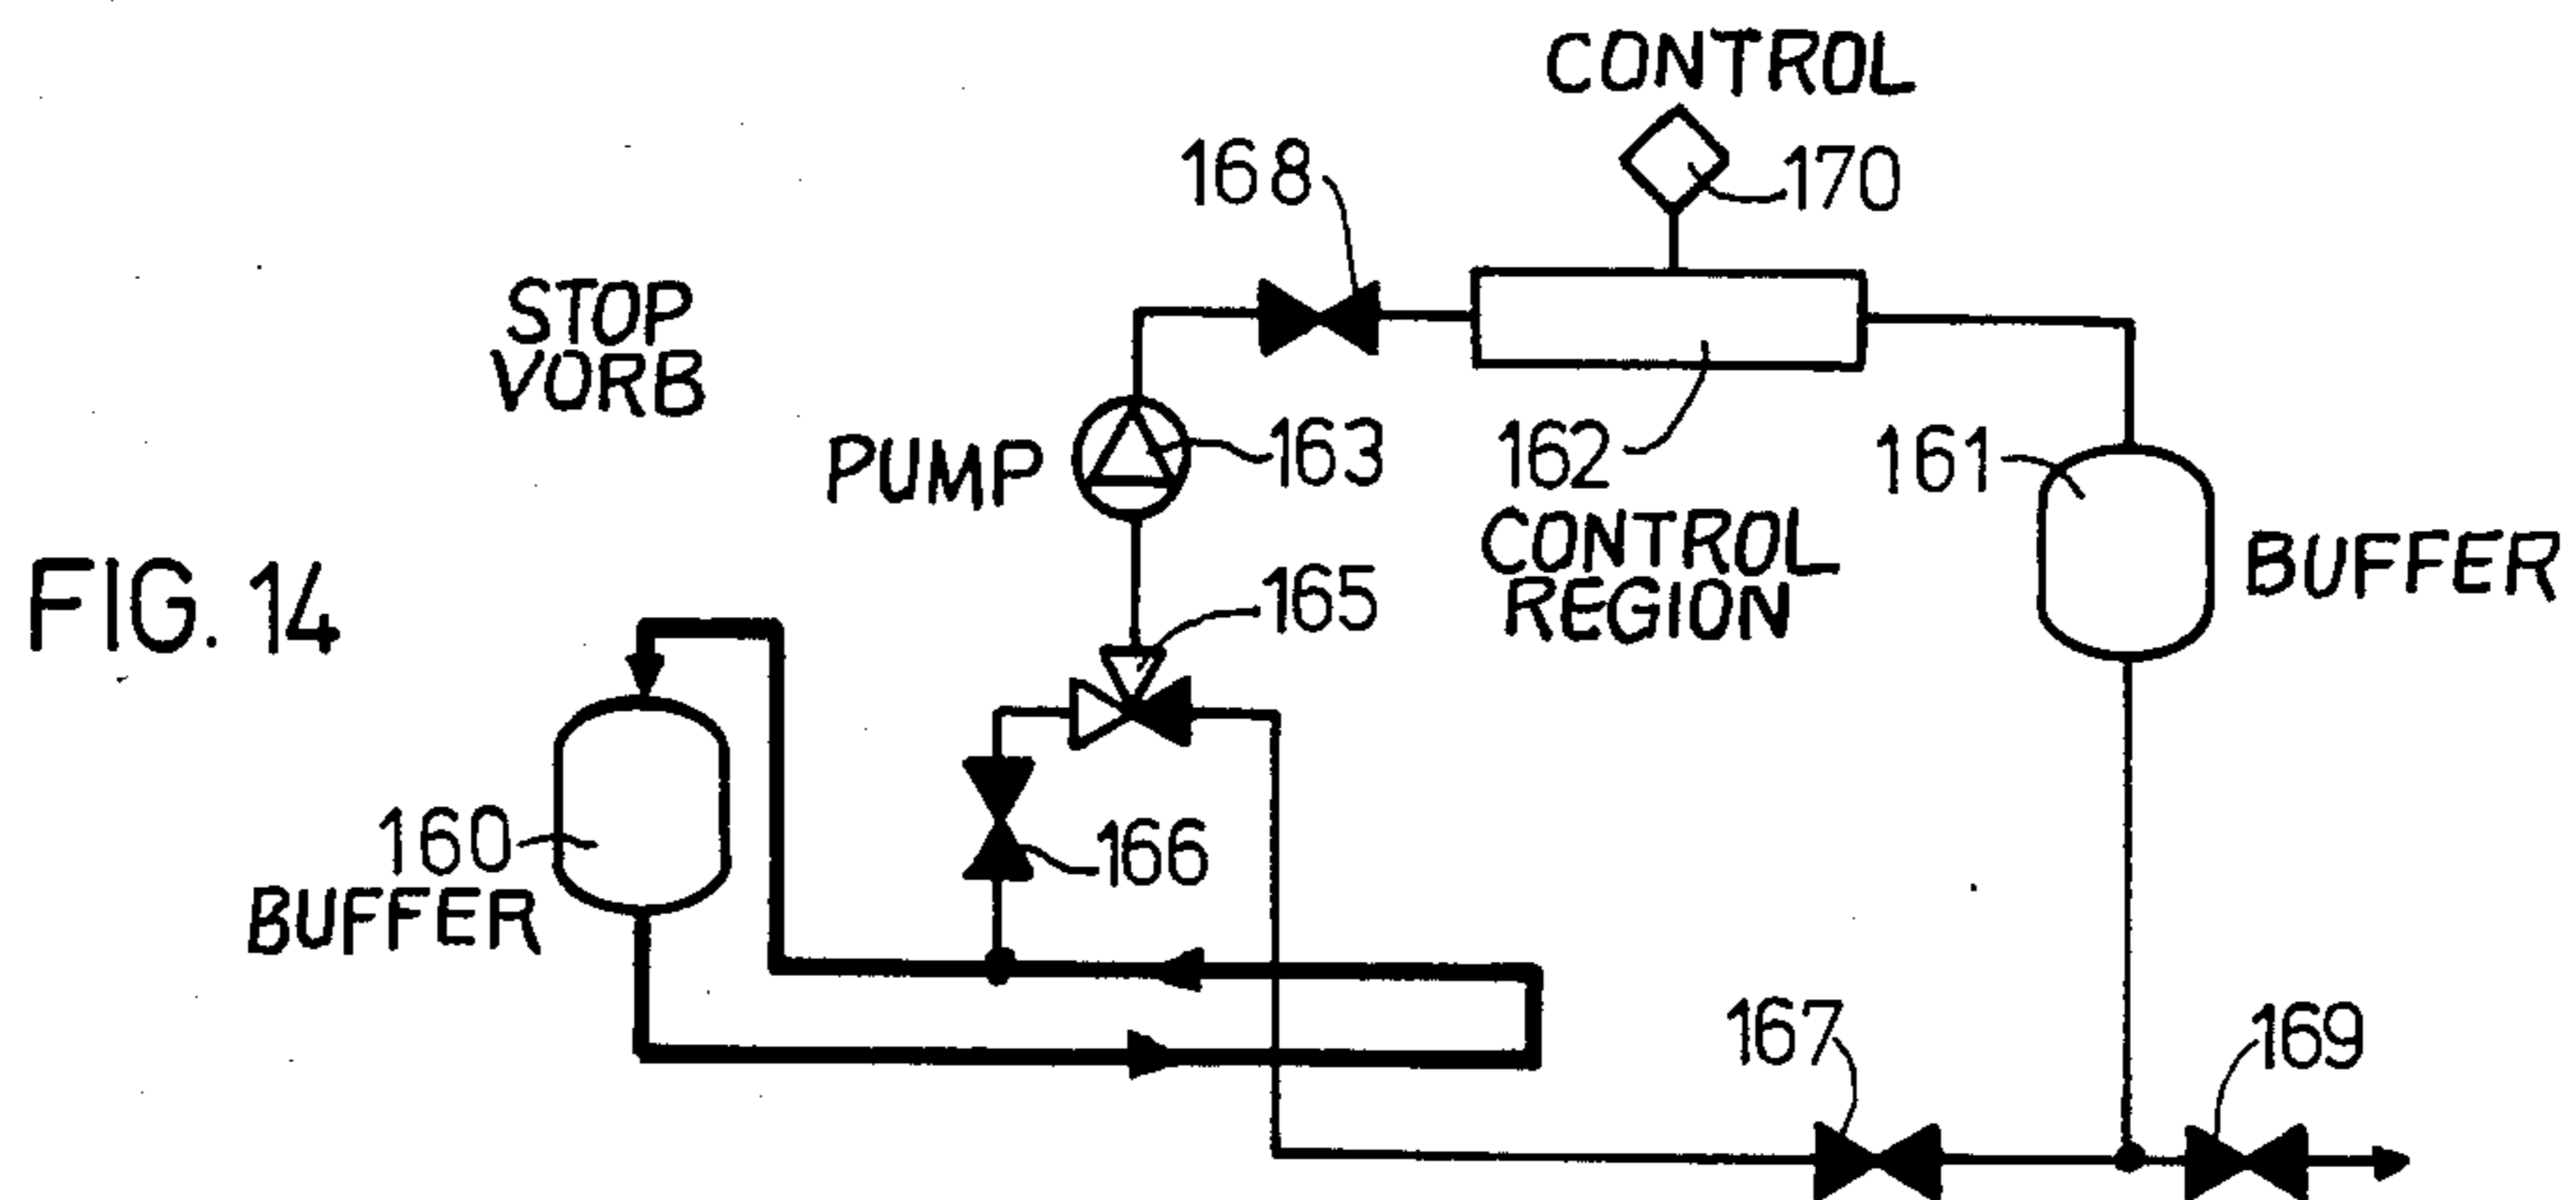 CONTROL
168
170
STOP
VORB
PUMP
163
162
161
CONTROL
REGION
BUFFER
FIG. 14
165
160
BUFFER
166
167
169